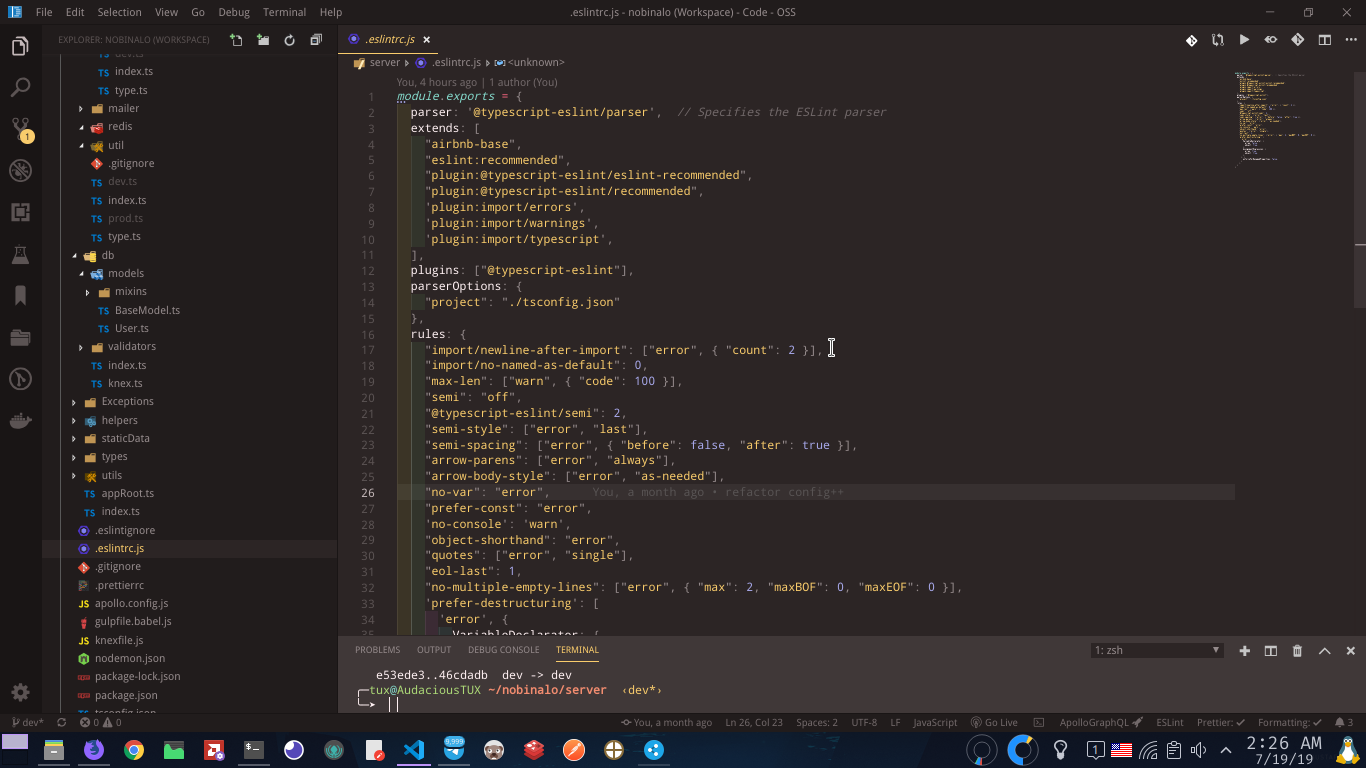 File Edit Selection View Go Debug Terminal Help
.eslintrc.js - nobinalo (Workspace) - Code - OSS
EXPLORER: NOBINALO (WORKSPACE)
dev.ts
index.ts
type.ts
mailer
redis
util
.gitignore
dev.ts
index.ts
prod.ts
type.ts
db
models
mixins
BaseModel.ts
User.ts
validators
index.ts
knex.ts
Exceptions
helpers
staticData
types
utils
appRoot.ts
index.ts
.eslintignore
.eslintrc.js
.gitignore
.prettierrc
apollo.config.js
gulpfile.babel.js
knexfile.js
nodemon.json
package-lock.json
package.json
tsconfig.json
1
.eslintrc.js
server .eslintrc.js <unknown>
You, 4 hours ago | 1 author (You)
1 module.exports = {
2 parser: '@typescript-eslint/parser', // Specifies the ESLint parser
3 extends: [
4 "airbnb-base",
5 "eslint:recommended",
6 "plugin:@typescript-eslint/eslint-recommended",
7 "plugin:@typescript-eslint/recommended",
8 'plugin:import/errors',
9 'plugin:import/warnings',
10 'plugin:import/typescript',
11 ],
12 plugins: ["@typescript-eslint"],
13 parserOptions: {
14 "project": "./tsconfig.json"
15 },
16 rules: {
17 "import/newline-after-import": ["error", { "count": 2 }],
18 "import/no-named-as-default": 0,
19 "max-len": ["warn", { "code": 100 }],
20 "semi": "off",
21 "@typescript-eslint/semi": 2,
22 "semi-style": ["error", "last"],
23 "semi-spacing": ["error", { "before": false, "after": true }],
24 "arrow-parens": ["error", "always"],
25 "arrow-body-style": ["error", "as-needed"],
26 "no-var": "error", You, a month ago • refactor config++
27 "prefer-const": "error",
28 'no-console': 'warn',
29 "object-shorthand": "error",
30 "quotes": ["error", "single"],
31 "eol-last": 1,
32 "no-multiple-empty-lines": ["error", { "max": 2, "maxBOF": 0, "maxEOF": 0 }],
33 'prefer-destructuring': [
34 'error', {
35 VariableDeclarator: {
PROBLEMS OUTPUT DEBUG CONSOLE TERMINAL
1: zsh
e53ede3..46cdadb dev -> dev
tux@AudaciousTUX ~/nobinalo/server ‹dev*›
dev* 0 0 You, a month ago Ln 26, Col 23 Spaces: 2 UTF-8 LF JavaScript Go Live ApolloGraphQL ESLint Prettier: Formatting: 3
9,999
1
2:26 AM
7/19/19